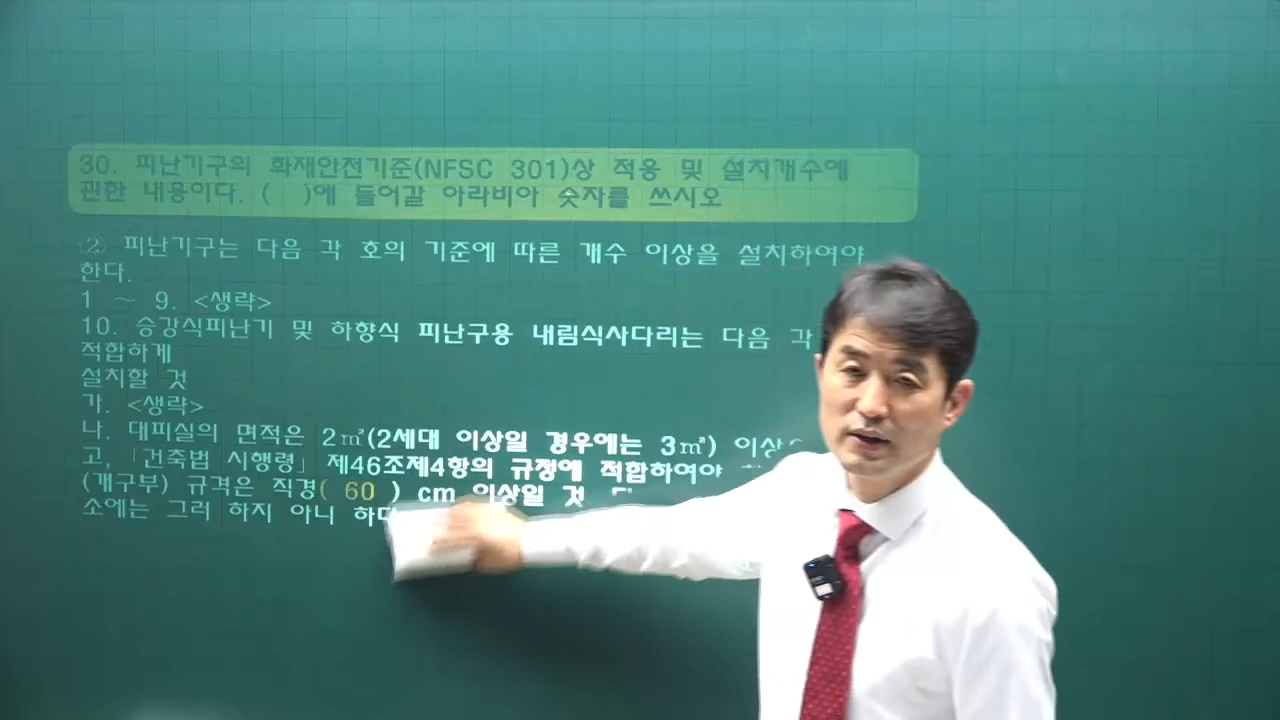 30. 피난기구의 화재안전기준(NFSC 301)상 적응 및 설치개수에
관한 내용이다. (  )에 들어갈 아라비아 숫자를 쓰시오
② 피난기구는 다음 각 호의 기준에 따른 개수 이상을 설치하여야
한다.
1 ~ 9. <생략>
10. 승강식피난기 및 하향식 피난구용 내림식사다리는 다음 각
적합하게
설치할 것
가. <생략>
나. 대피실의 면적은 2㎡(2세대 이상일 경우에는 3㎡)
고, 「건축법 시행령」 제46조제4항의 규정에 적합하여야
(개구부) 규격은 직경( 60 ) cm 이상일 것
소에는 그러 하지 아니 하다